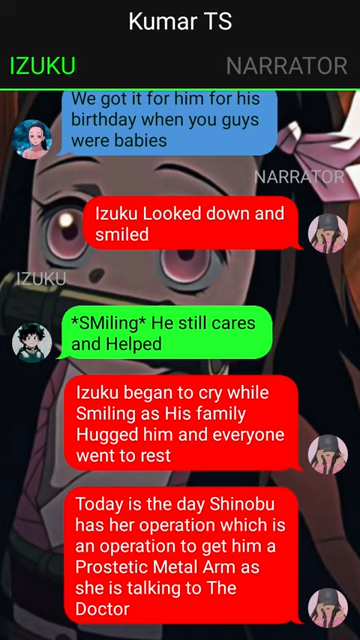 Kumar TS
IZUKU NARRATOR
We got it for him for his
birthday when you guys
were babies
NARRATOR
Izuku Looked down and
smiled
IZUKU
*SMiling* He still cares
and Helped
Izuku began to cry while
Smiling as His family
Hugged him and everyone
went to rest
Today is the day Shinobu
has her operation which is
an operation to get him a
Prostetic Metal Arm as
she is talking to The
Doctor